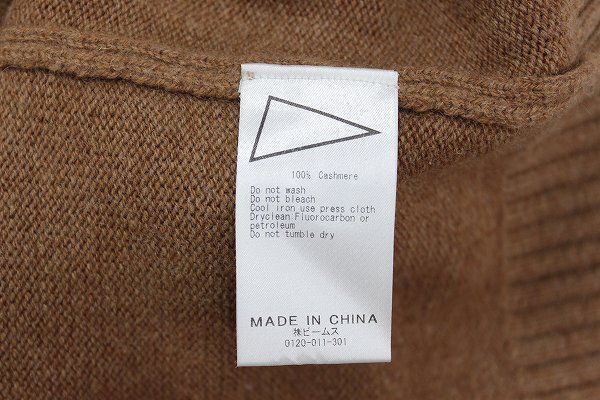 100% Cashmere
Do not wash
Do not bleach
Cool iron use press cloth
Dryclean Fluorocarbon or
petroleum
Do not tumble dry
MADE IN CHINA
㈱ビームス
0120-011-301